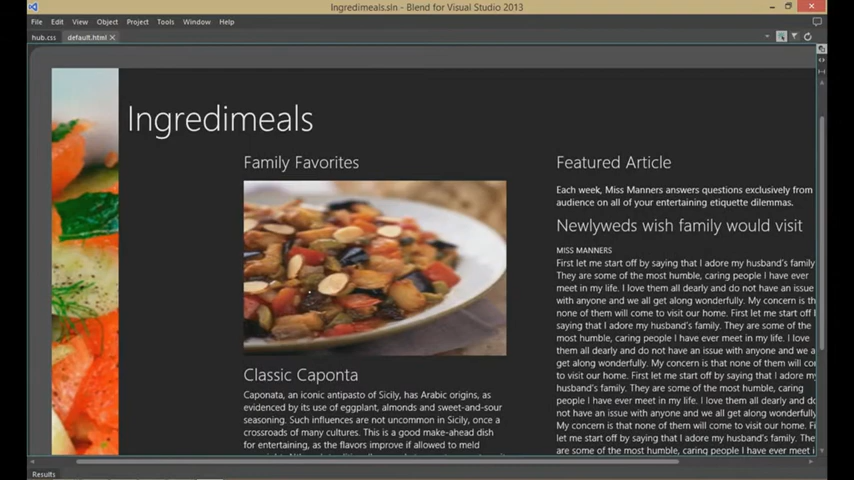 Ingredimeals.sln - Blend for Visual Studio 2013
File Edit View Object Project Tools Window Help
hub.css default.html
Ingredimeals
Family Favorites
Classic Caponta
Caponata, an iconic antipasto of Sicily, has Arabic origins, as
evidenced by its use of eggplant, almonds and sweet-and-sour
seasoning. Such influences are not uncommon in Sicily, once a
crossroads of many cultures. This is a good make-ahead dish
for entertaining, as the flavors improve if allowed to meld
Featured Article
Each week, Miss Manners answers questions exclusively from
audience on all of your entertaining etiquette dilemmas.
Newlyweds wish family would visit
MISS MANNERS
First let me start off by saying that I adore my husband's family.
They are some of the most humble, caring people I have ever
meet in my life. I love them all dearly and do not have an issue
with anyone and we all get along wonderfully. My concern is th
none of them will come to visit our home. First let me start off by
saying that I adore my husband's family. They are some of the
most humble, caring people I have ever meet in my life. I love
them all dearly and do not have an issue with anyone and we a
get along wonderfully. My concern is that none of them will come
to visit our home. First let me start off by saying that I adore my
husband's family. They are some of the most humble, caring
people I have ever meet in my life. I love them all dearly and do
not have an issue with anyone and we all get along wonderfully
My concern is that none of them will come to visit our home. First
let me start off by saying that I adore my husband's family. They
are some of the most humble, caring people I have ever meet in
Results